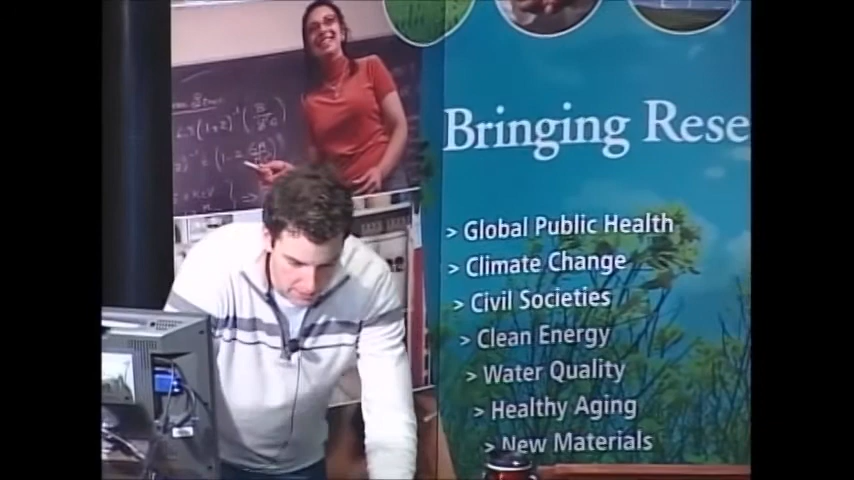 Bringing Rese
> Global Public Health
> Climate Change
> Civil Societies
> Clean Energy
> Water Quality
> Healthy Aging
> New Materials